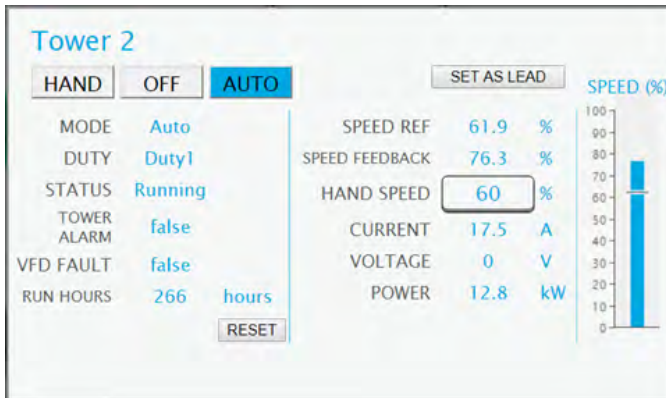 Tower 2
HAND OFF AUTO
SET AS LEAD
SPEED (%)
MODE Auto
DUTY Duty1
STATUS Running
TOWER
ALARM false
VFD FAULT false
RUN HOURS 266 hours
RESET
SPEED REF 61.9 %
SPEED FEEDBACK 76.3 %
HAND SPEED 60 %
CURRENT 17.5 A
VOLTAGE 0 V
POWER 12.8 kW
100
90
80
70
60
50
40
30
20
10
0